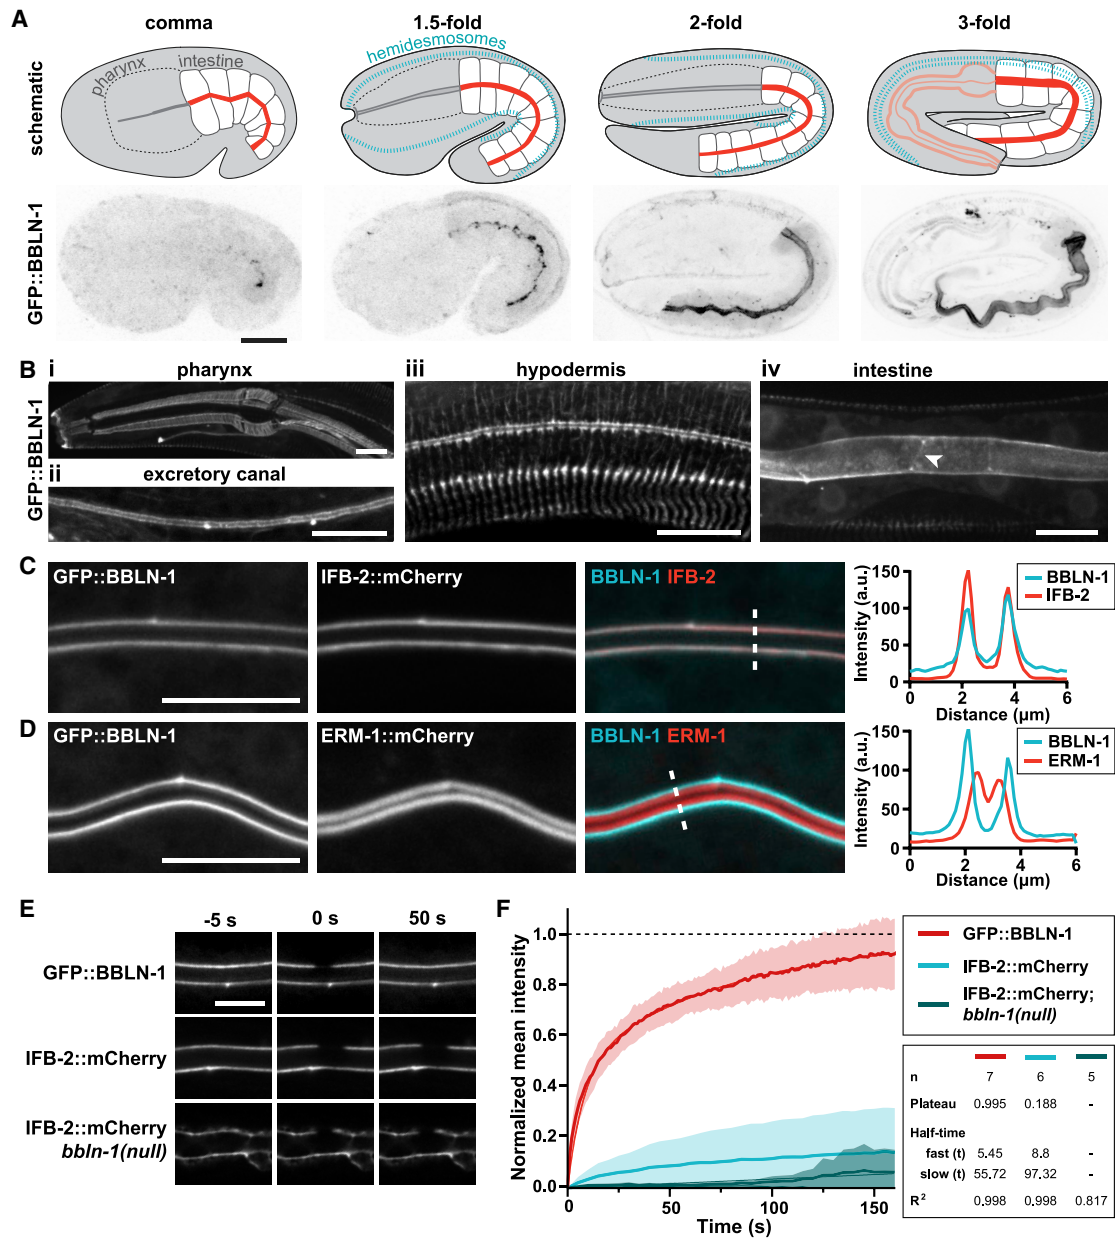 A
comma
1.5-fold
2-fold
3-fold
schematic
pharynx
intestine
hemidesmosomes
GFP::BBLN-1
B
GFP::BBLN-1
i
pharynx
ii
excretory canal
iii
hypodermis
iv
intestine
C
GFP::BBLN-1
IFB-2::mCherry
BBLN-1 IFB-2
Intensity (a.u.)
150
100
50
0
0
2
4
6
Distance (µm)
BBLN-1
IFB-2
D
GFP::BBLN-1
ERM-1::mCherry
BBLN-1 ERM-1
Intensity (a.u.)
150
100
50
0
0
2
4
6
Distance (µm)
BBLN-1
ERM-1
E
-5 s
0 s
50 s
GFP::BBLN-1
IFB-2::mCherry
IFB-2::mCherry
bbln-1(null)
F
Normalized mean intensity
1.0
0.8
0.6
0.4
0.2
0.0
0
50
100
150
Time (s)
GFP::BBLN-1
IFB-2::mCherry
IFB-2::mCherry;
bbln-1(null)
n 7 6 5
Plateau 0.995 0.188 -
Half-time
fast (t) 5.45 8.8 -
slow (t) 55.72 97.32 -
R² 0.998 0.998 0.817